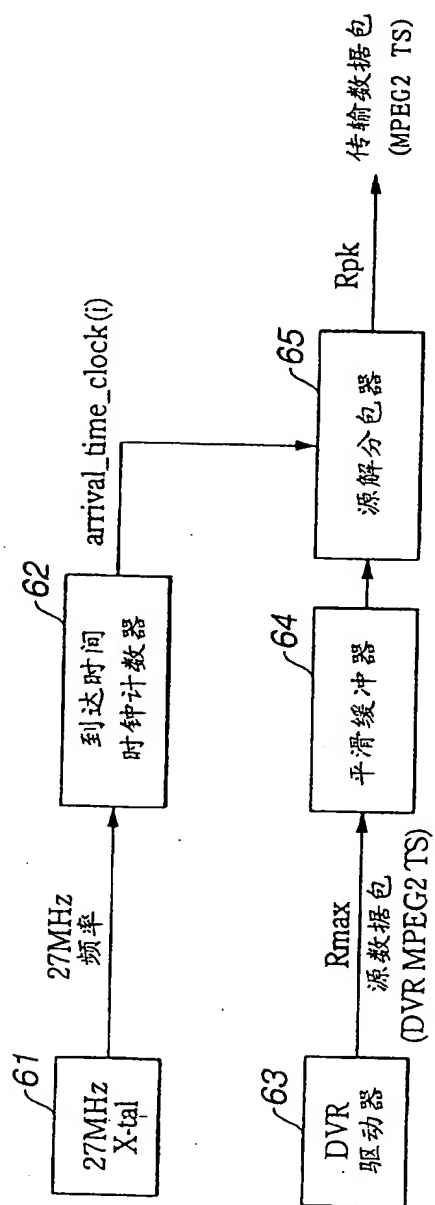 61
27MHz
X-tal
27MHz
频率
62
到达时间
时钟计数器
arrival_time_clock(i)
63
DVR
驱动器
Rmax
源数据包
(DVR MPEG2 TS)
64
平滑缓冲器
65
源解分包器
Rpk
传输数据包
(MPEG2 TS)